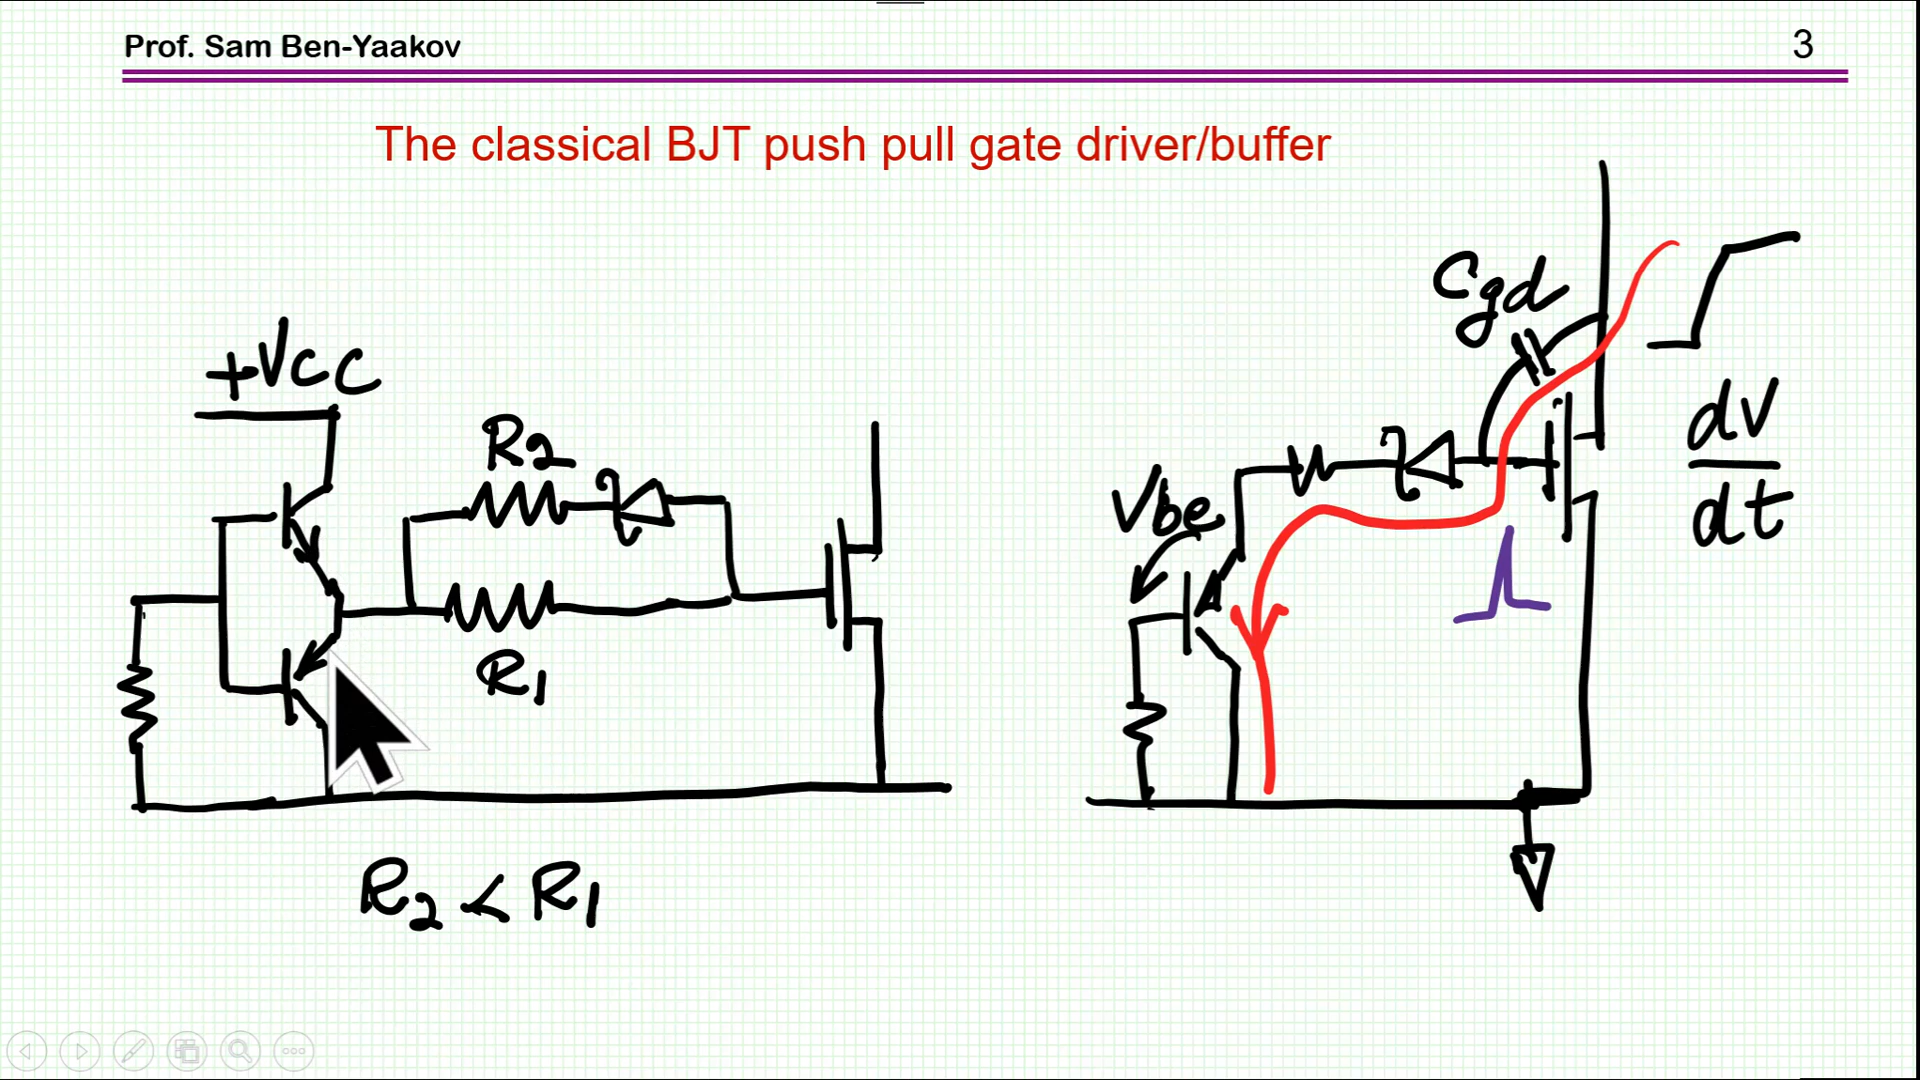 Prof. Sam Ben-Yaakov
3
The classical BJT push pull gate driver/buffer
+Vcc
R2
R1
R2 < R1
Cgd
Vbe
dV
dt